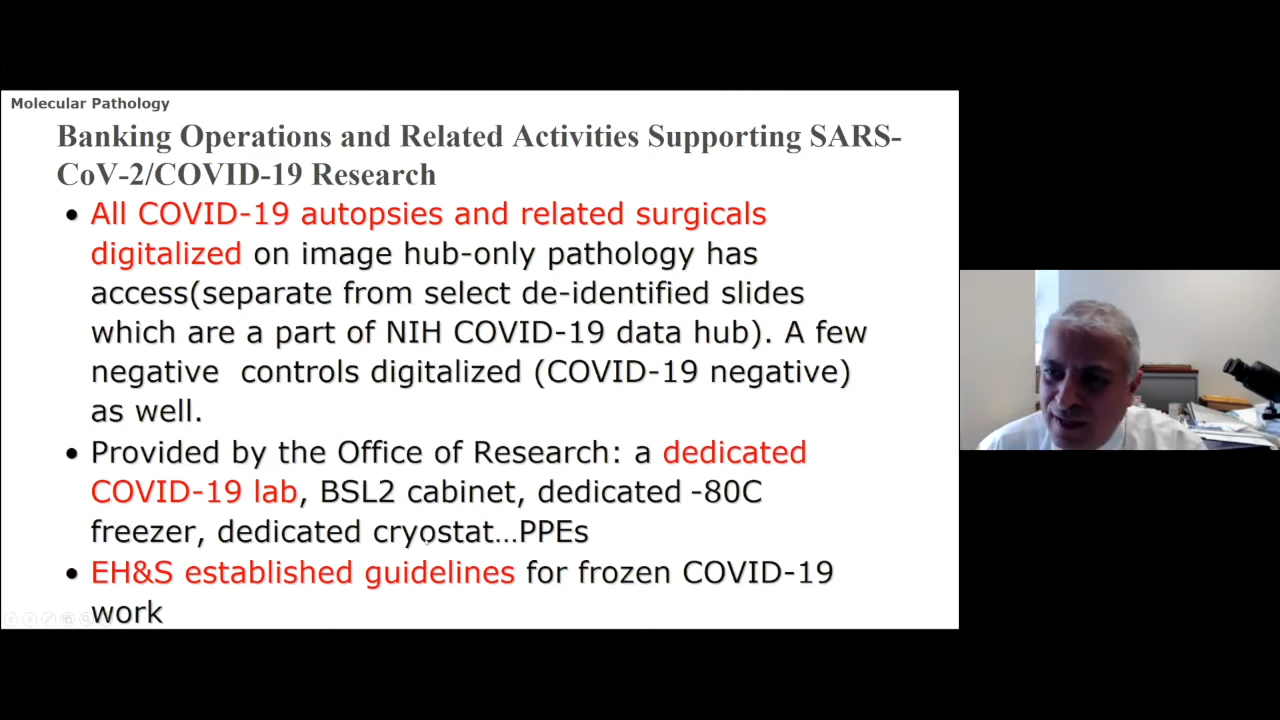 Molecular Pathology
Banking Operations and Related Activities Supporting SARS-
CoV-2/COVID-19 Research
• All COVID-19 autopsies and related surgicals
digitalized on image hub-only pathology has
access(separate from select de-identified slides
which are a part of NIH COVID-19 data hub). A few
negative controls digitalized (COVID-19 negative)
as well.
• Provided by the Office of Research: a dedicated
COVID-19 lab, BSL2 cabinet, dedicated -80C
freezer, dedicated cryostat…PPEs
• EH&S established guidelines for frozen COVID-19
work